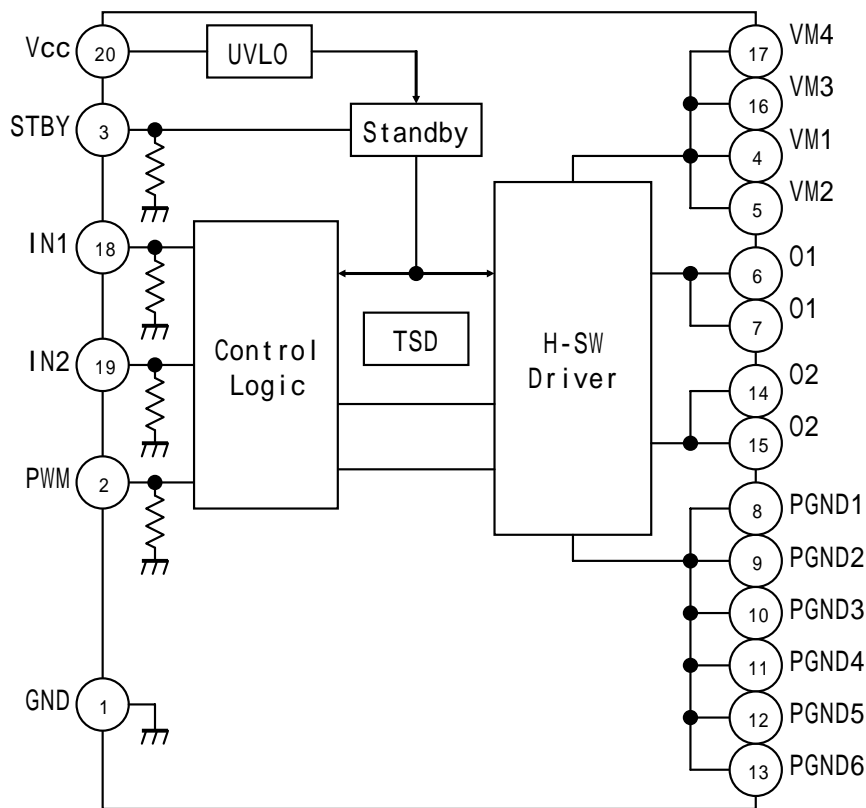 Vcc
20
UVLO
17
VM4
STBY
3
Standby
16
VM3
4
VM1
5
VM2
IN1
18
6
O1
7
O1
TSD
IN2
19
Control
Logic
H-SW
Driver
14
O2
15
O2
PWM
2
8
PGND1
9
PGND2
10
PGND3
11
PGND4
GND
1
12
PGND5
13
PGND6